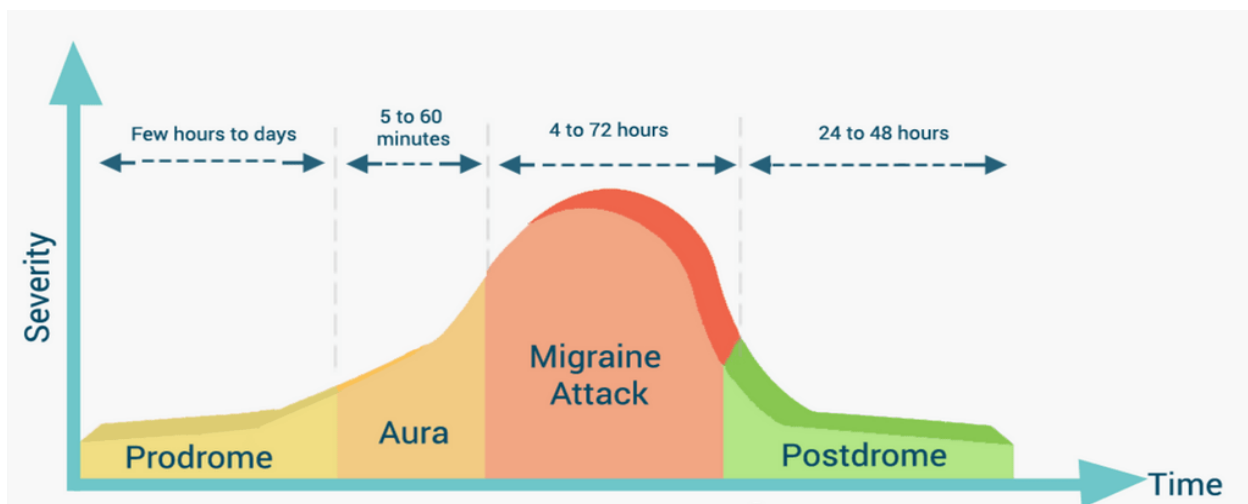 Few hours to days
5 to 60
minutes
4 to 72 hours
24 to 48 hours
Severity
Migraine
Attack
Aura
Prodrome
Postdrome
Time